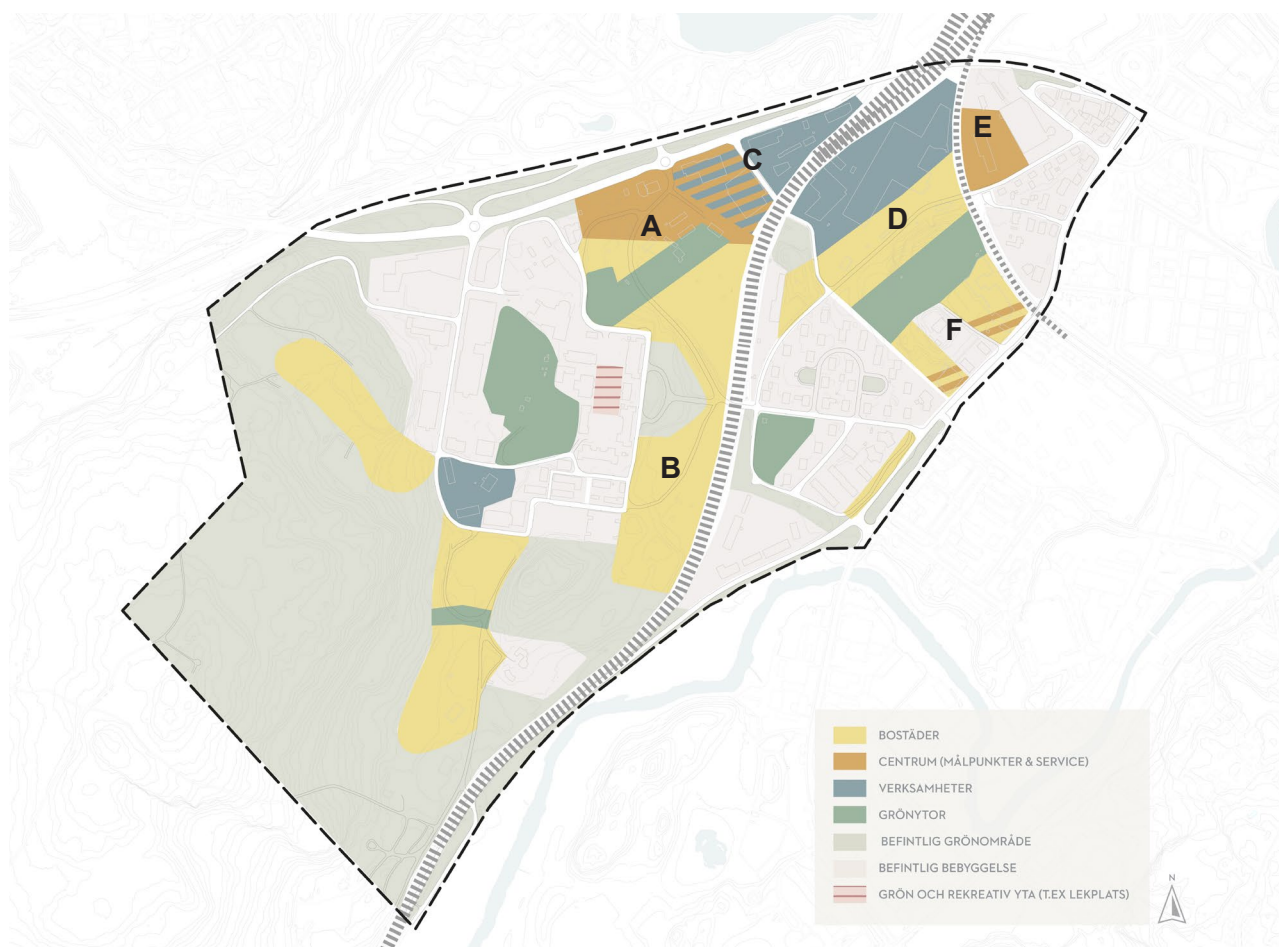 E
C
A
D
F
B
BOSTÄDER
CENTRUM (MÅLPUNKTER & SERVICE)
VERKSAMHETER
GRÖNYTOR
BEFINTLIG GRÖNOMRÅDE
BEFINTLIG BEBYGGELSE
GRÖN OCH REKREATIV YTA (T.EX LEKPLATS)
N